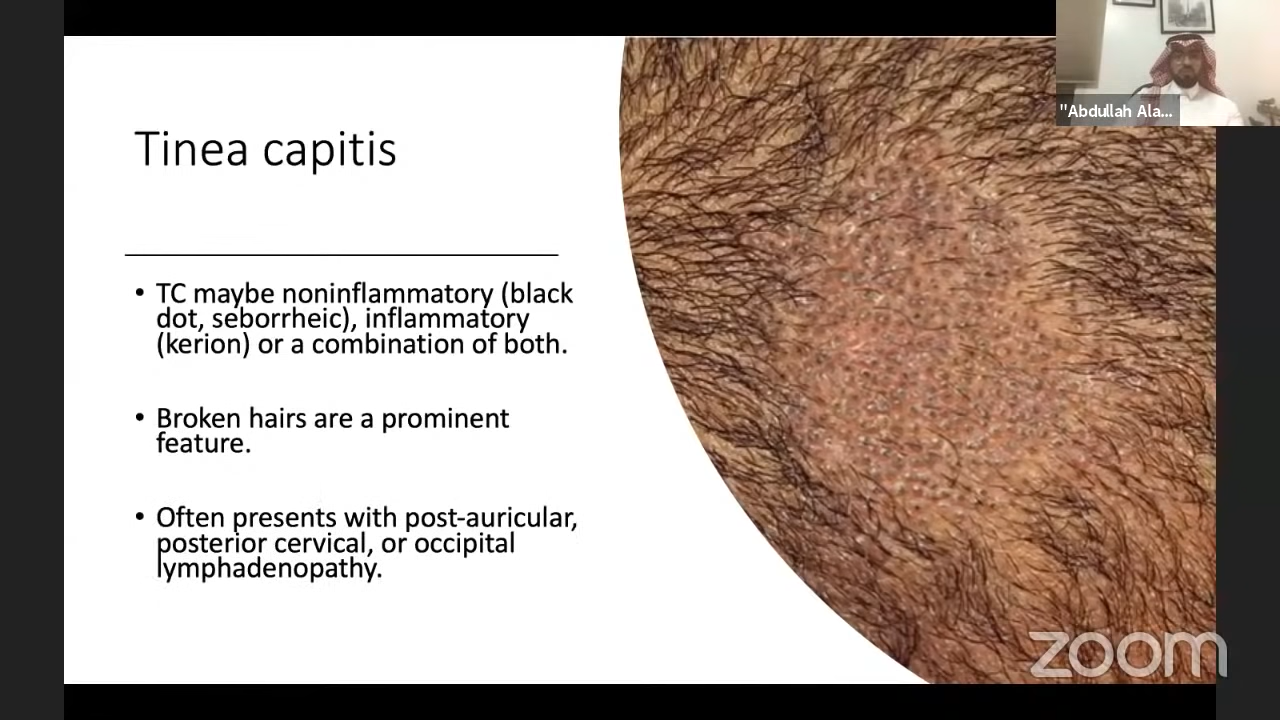 "Abdullah Ala...
Tinea capitis
• TC maybe noninflammatory (black
dot, seborrheic), inflammatory
(kerion) or a combination of both.
• Broken hairs are a prominent
feature.
• Often presents with post-auricular,
posterior cervical, or occipital
lymphadenopathy.
zoom